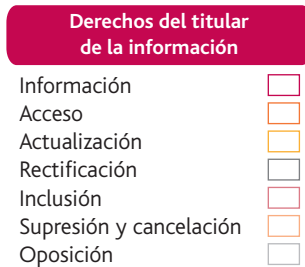 Derechos del titular
de la información
Información
Acceso
Actualización
Rectificación
Inclusión
Supresión y cancelación
Oposición